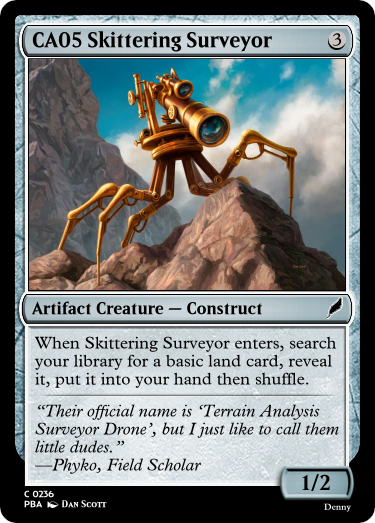 CA05 Skittering Surveyor 3
Artifact Creature — Construct
When Skittering Surveyor enters, search
your library for a basic land card, reveal
it, put it into your hand then shuffle.
“Their official name is ‘Terrain Analysis
Surveyor Drone’, but I just like to call them
little dudes.”
—Phyko, Field Scholar
1/2
C 0236
PBA Dan Scott
Denny